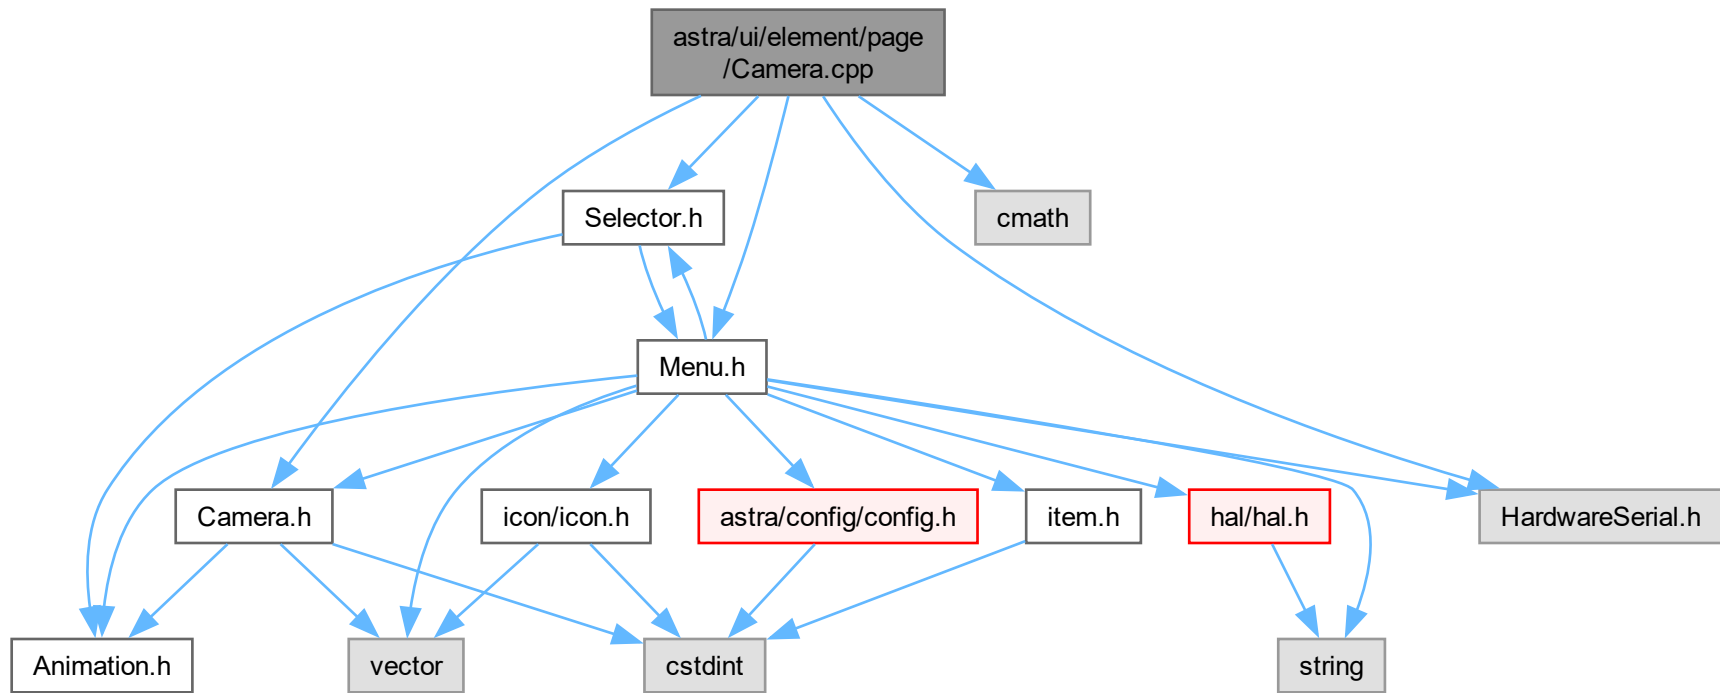 astra/ui/element/page
/Camera.cpp
Selector.h
cmath
Menu.h
Camera.h
icon/icon.h
astra/config/config.h
item.h
hal/hal.h
HardwareSerial.h
Animation.h
vector
cstdint
string